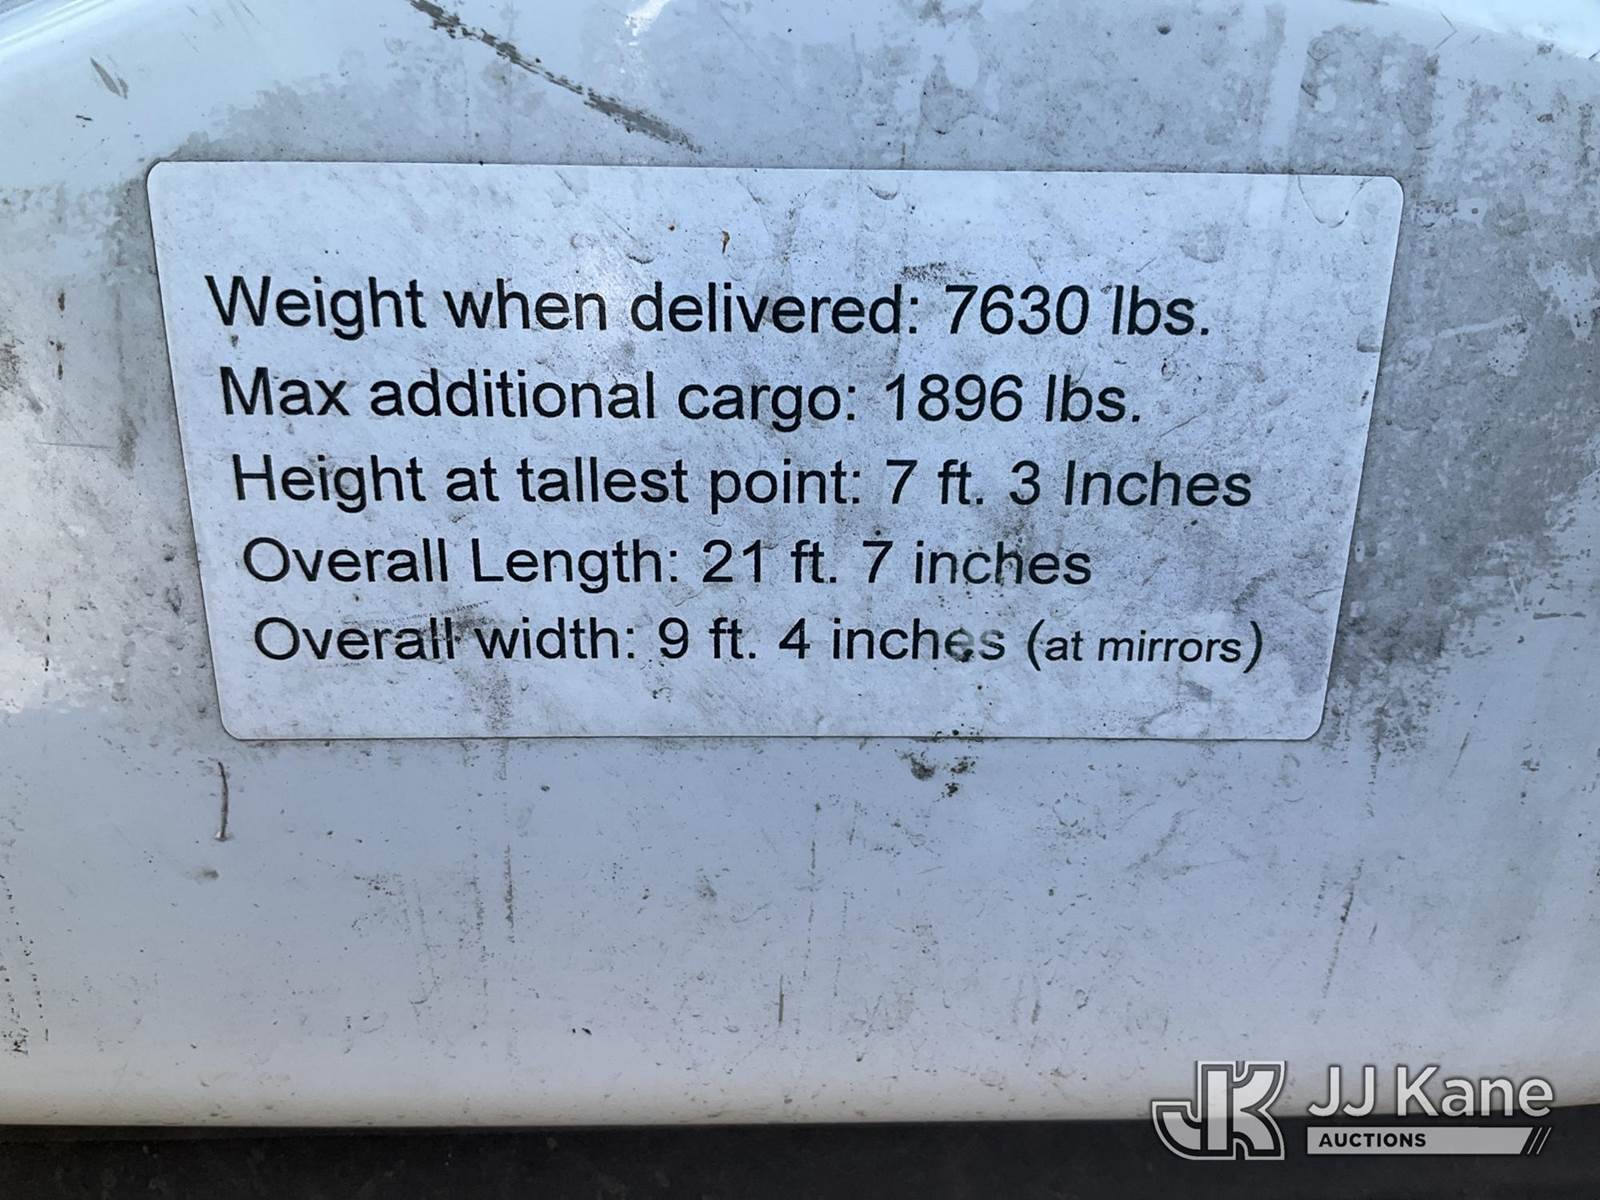 Weight when delivered: 7630 lbs.
Max additional cargo: 1896 lbs.
Height at tallest point: 7 ft. 3 Inches
Overall Length: 21 ft. 7 inches
Overall width: 9 ft. 4 inches (at mirrors)
JK JJ Kane
AUCTIONS